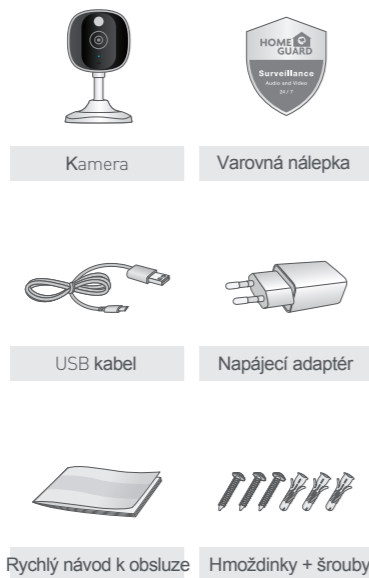 HOME
GUARD
Surveillance
Audio and Video
24 / 7
Kamera
Varovná nálepka
USB kabel
Napájecí adaptér
Rychlý návod k obsluze
Hmoždinky + šrouby